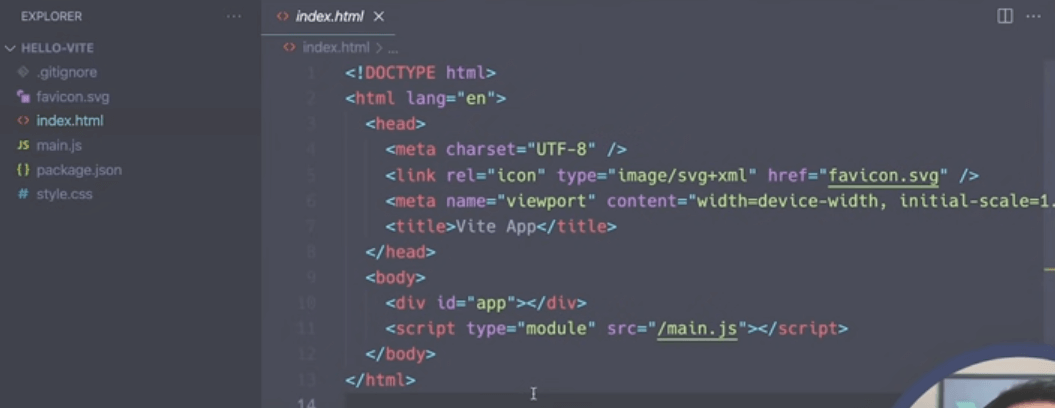 EXPLORER ...
HELLO-VITE
.gitignore
favicon.svg
<> index.html
JS main.js
{} package.json
# style.css
<> index.html ×
<> index.html > ...
1 <!DOCTYPE html>
2 <html lang="en">
3 <head>
4 <meta charset="UTF-8" />
5 <link rel="icon" type="image/svg+xml" href="favicon.svg" />
6 <meta name="viewport" content="width=device-width, initial-scale=1.
7 <title>Vite App</title>
8 </head>
9 <body>
10 <div id="app"></div>
11 <script type="module" src="/main.js"></script>
12 </body>
13 </html>
14